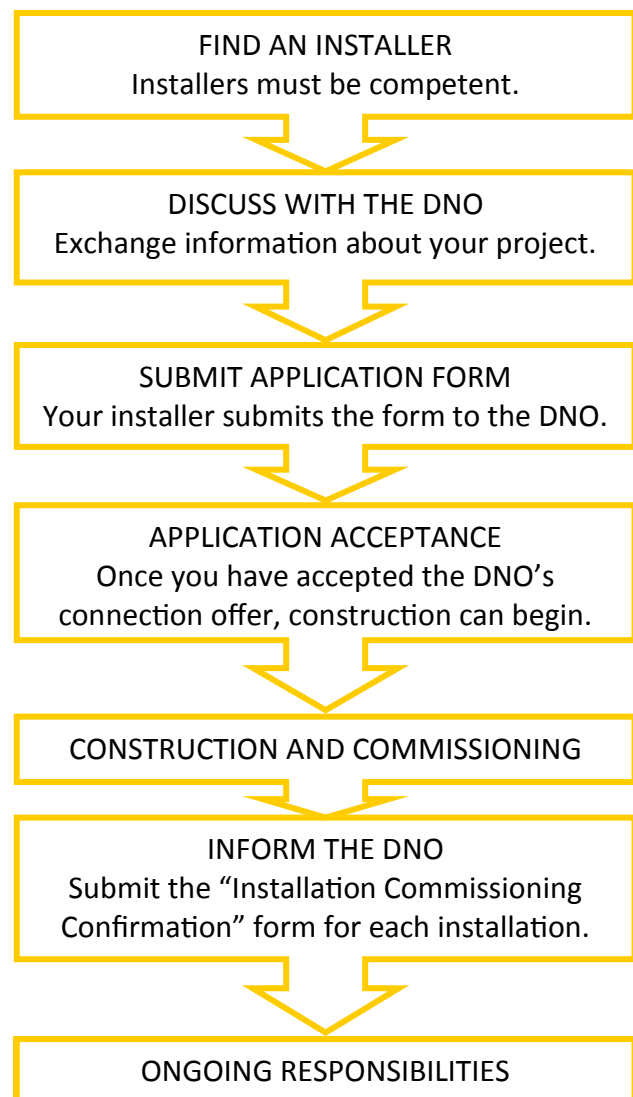 FIND AN INSTALLER
Installers must be competent.
DISCUSS WITH THE DNO
Exchange information about your project.
SUBMIT APPLICATION FORM
Your installer submits the form to the DNO.
APPLICATION ACCEPTANCE
Once you have accepted the DNO’s
connection offer, construction can begin.
CONSTRUCTION AND COMMISSIONING
INFORM THE DNO
Submit the “Installation Commissioning
Confirmation” form for each installation.
ONGOING RESPONSIBILITIES